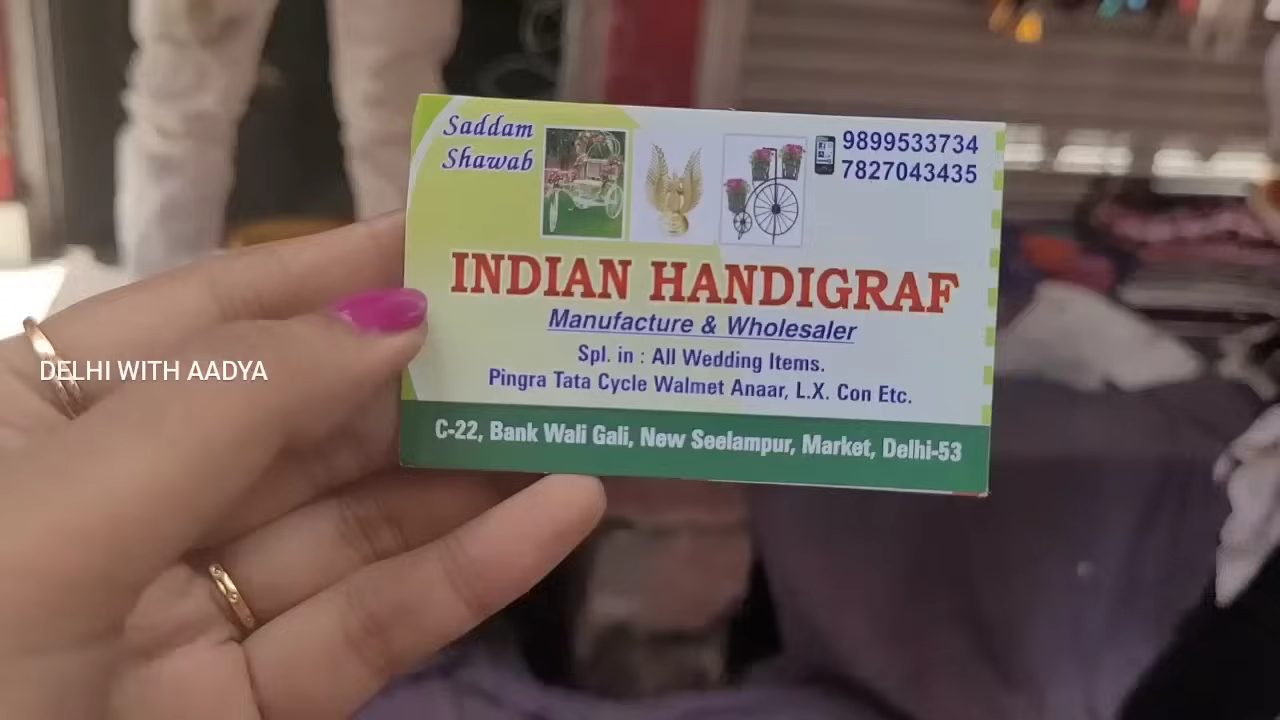 Saddam
Shawab
9899533734
7827043435
INDIAN HANDIGRAF
Manufacture & Wholesaler
Spl. in : All Wedding Items.
Pingra Tata Cycle Walmet Anaar, L.X. Con Etc.
C-22, Bank Wali Gali, New Seelampur, Market, Delhi-53
DELHI WITH AADYA